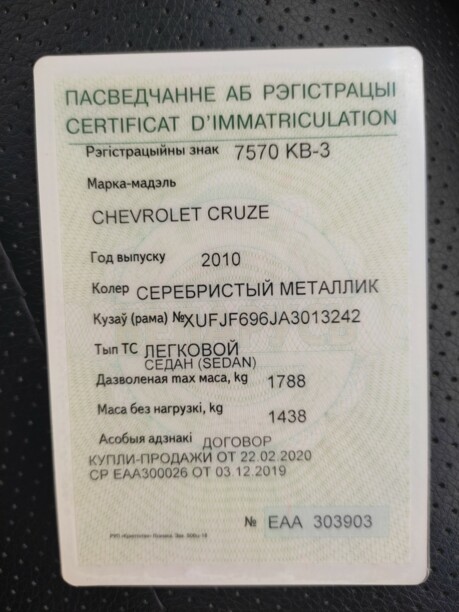 ПАСВЕДЧАННЕ АБ РЭГІСТРАЦЫІ
CERTIFICAT D'IMMATRICULATION
Рэгістрацыйны знак 7570 KB-3
Марка-мадэль
CHEVROLET CRUZE
Год выпуску 2010
Колер СЕРЕБРИСТЫЙ МЕТАЛЛИК
Кузаў (рама) №XUFJF696JA3013242
Тып ТС ЛЕГКОВОЙ
СЕДАН (SEDAN)
Дазволеная max маса, kg 1788
Маса без нагрузкі, kg 1438
Асобыя адзнакі ДОГОВОР
КУПЛИ-ПРОДАЖИ ОТ 22.02.2020
СР ЕАА300026 ОТ 03.12.2019
№ ЕАА 303903